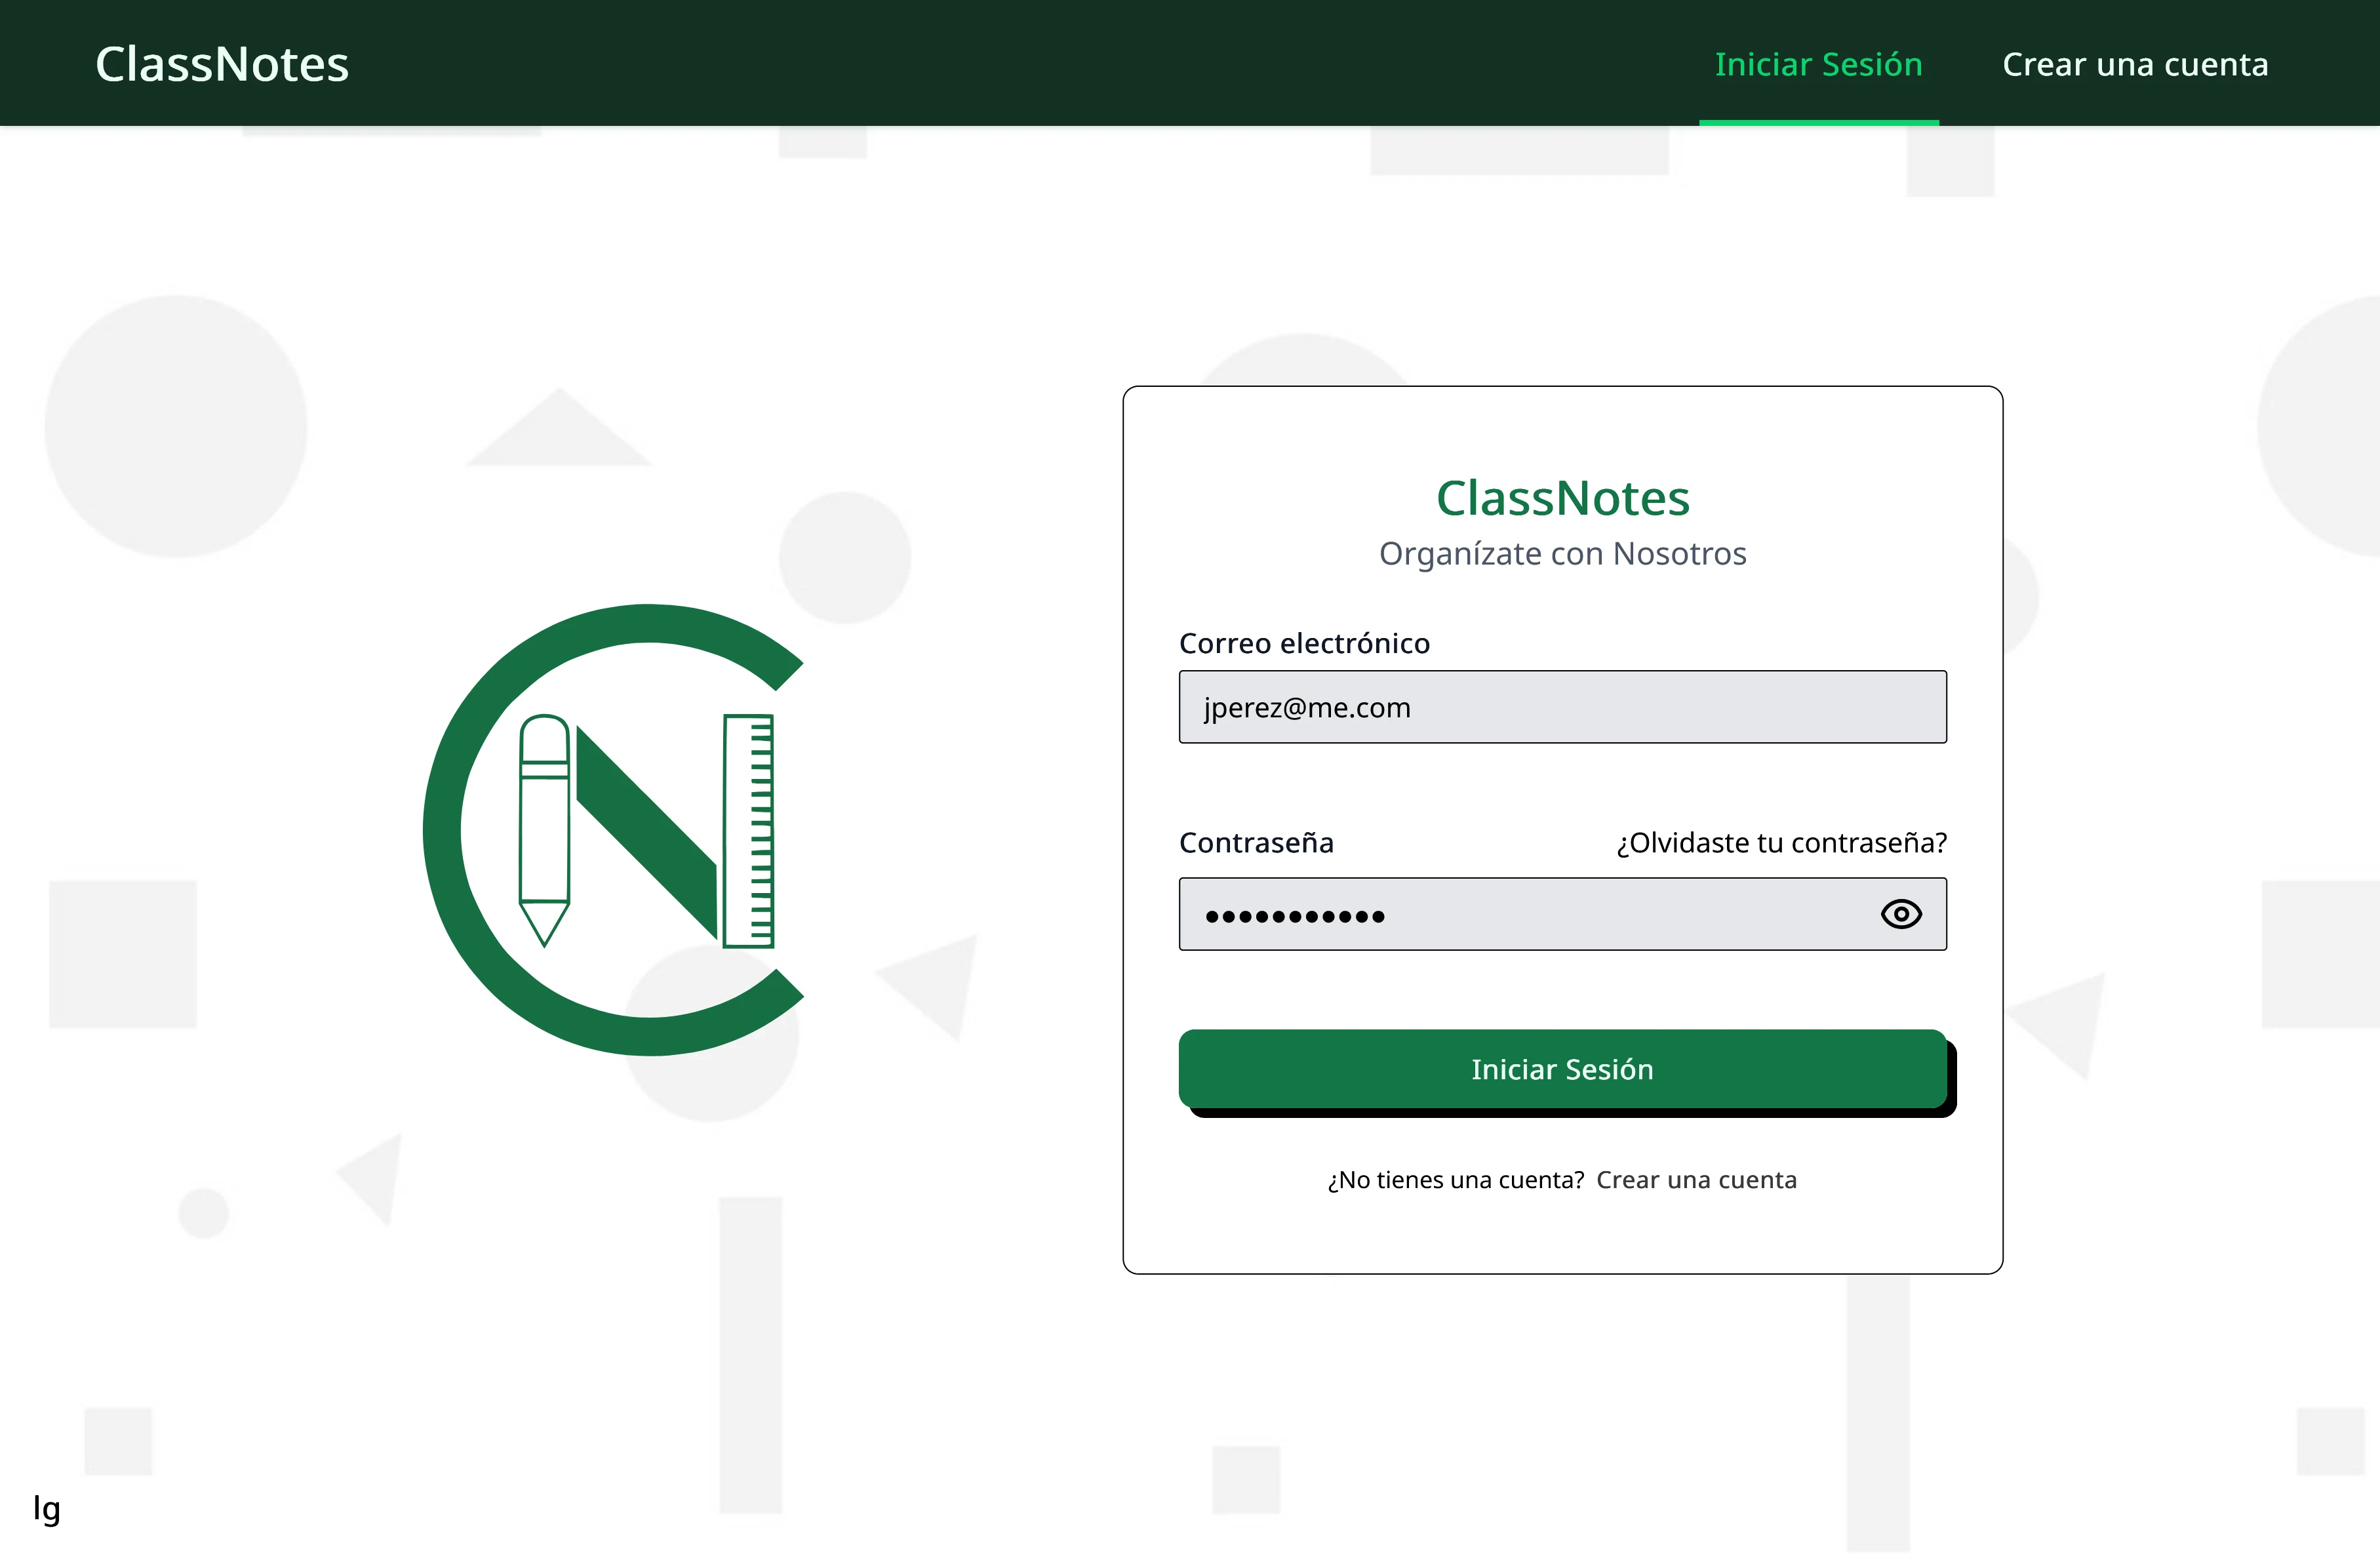 ClassNotes
Iniciar Sesión
Crear una cuenta
ClassNotes
Organízate con Nosotros
Correo electrónico
jperez@me.com
Contraseña
¿Olvidaste tu contraseña?
Iniciar Sesión
¿No tienes una cuenta? Crear una cuenta
lg